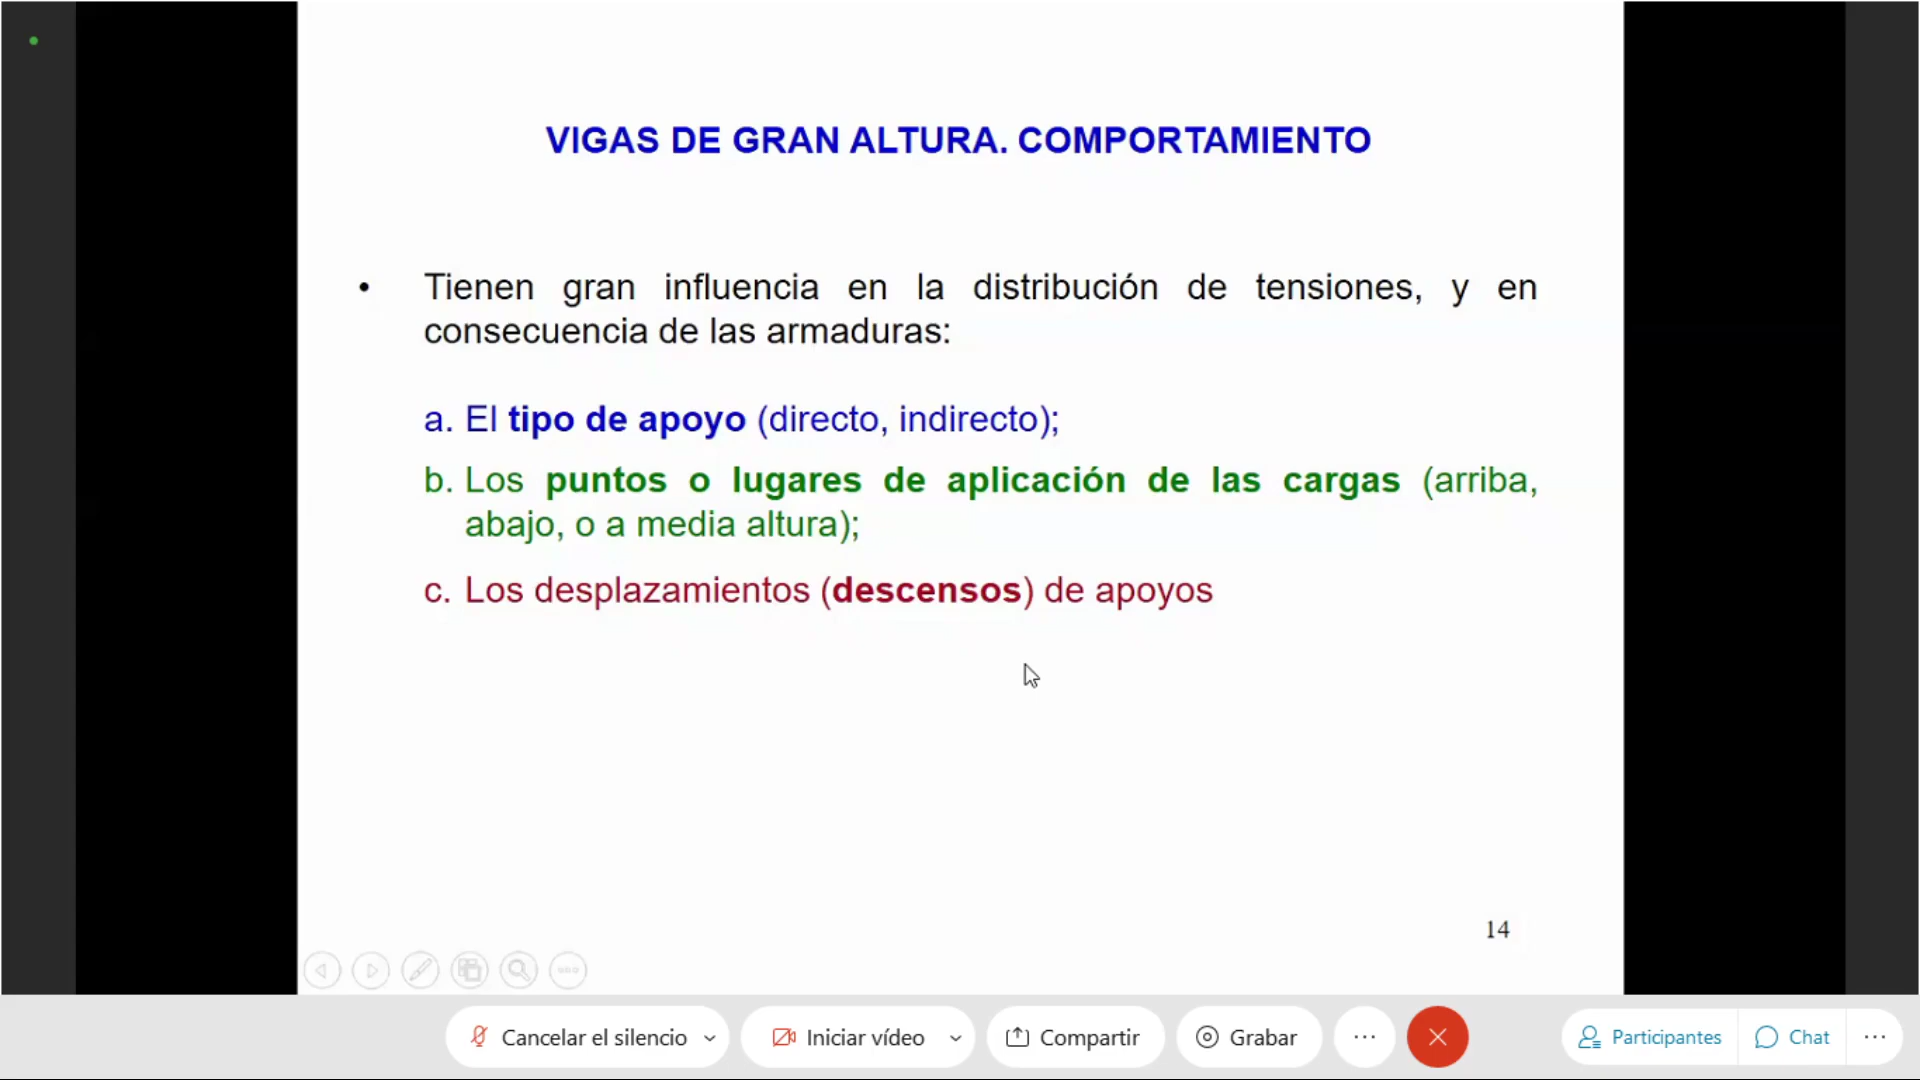 VIGAS DE GRAN ALTURA. COMPORTAMIENTO
• Tienen gran influencia en la distribución de tensiones, y en
consecuencia de las armaduras:
a. El tipo de apoyo (directo, indirecto);
b. Los puntos o lugares de aplicación de las cargas (arriba,
abajo, o a media altura);
c. Los desplazamientos (descensos) de apoyos
14
Cancelar el silencio
Iniciar vídeo
Compartir
Grabar
Participantes
Chat